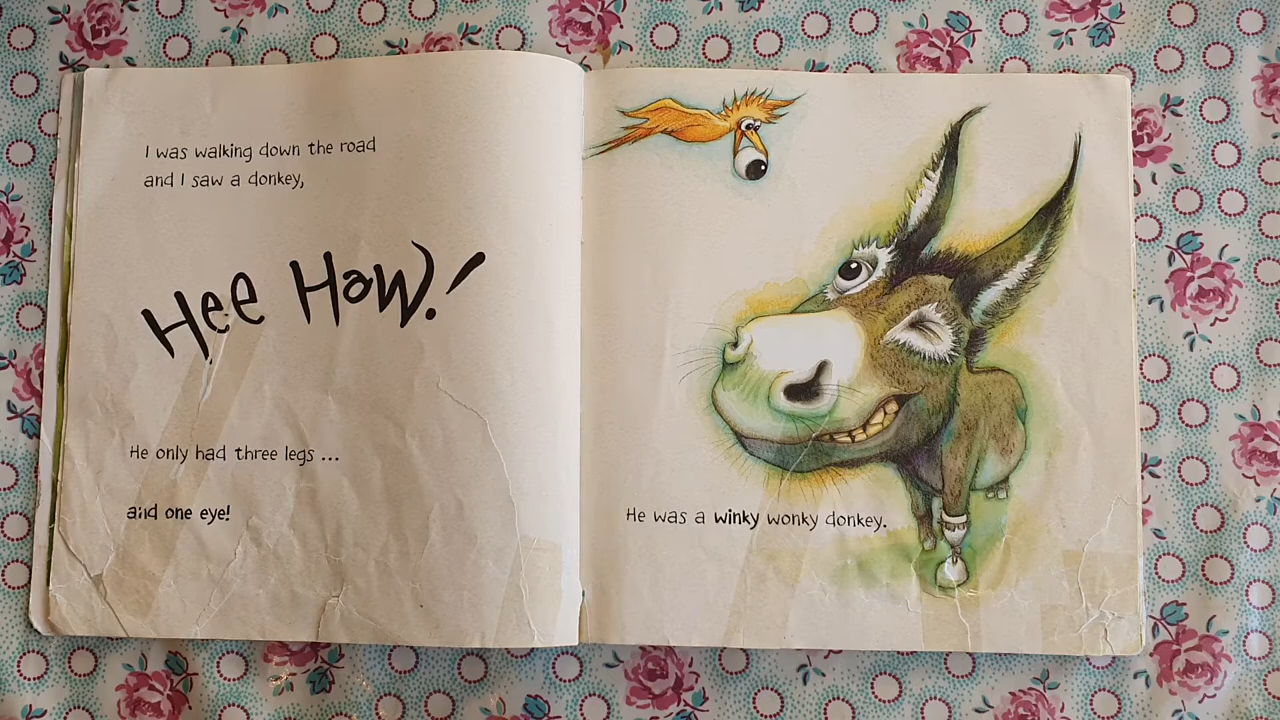 I was walking down the road
and I saw a donkey,
Hee Haw!
He only had three legs ...
and one eye!
He was a winky wonky donkey.